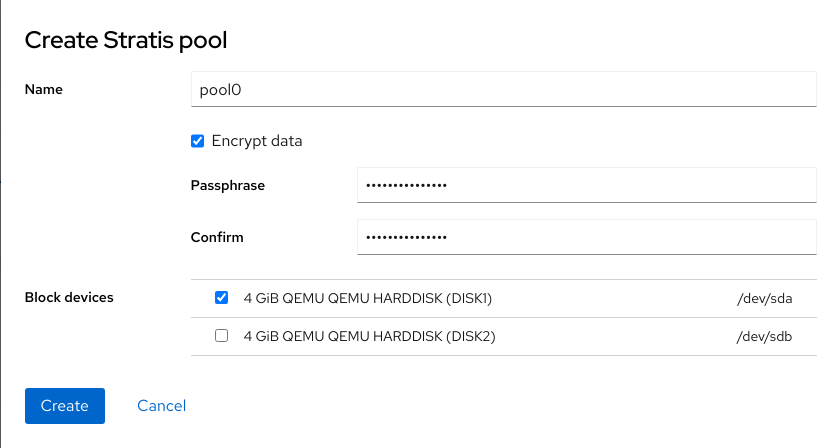 Create Stratis pool
Name
pool0
Encrypt data
Passphrase
•••••••••••••••
Confirm
•••••••••••••••
Block devices
4 GiB QEMU QEMU HARDDISK (DISK1) /dev/sda
4 GiB QEMU QEMU HARDDISK (DISK2) /dev/sdb
Create Cancel